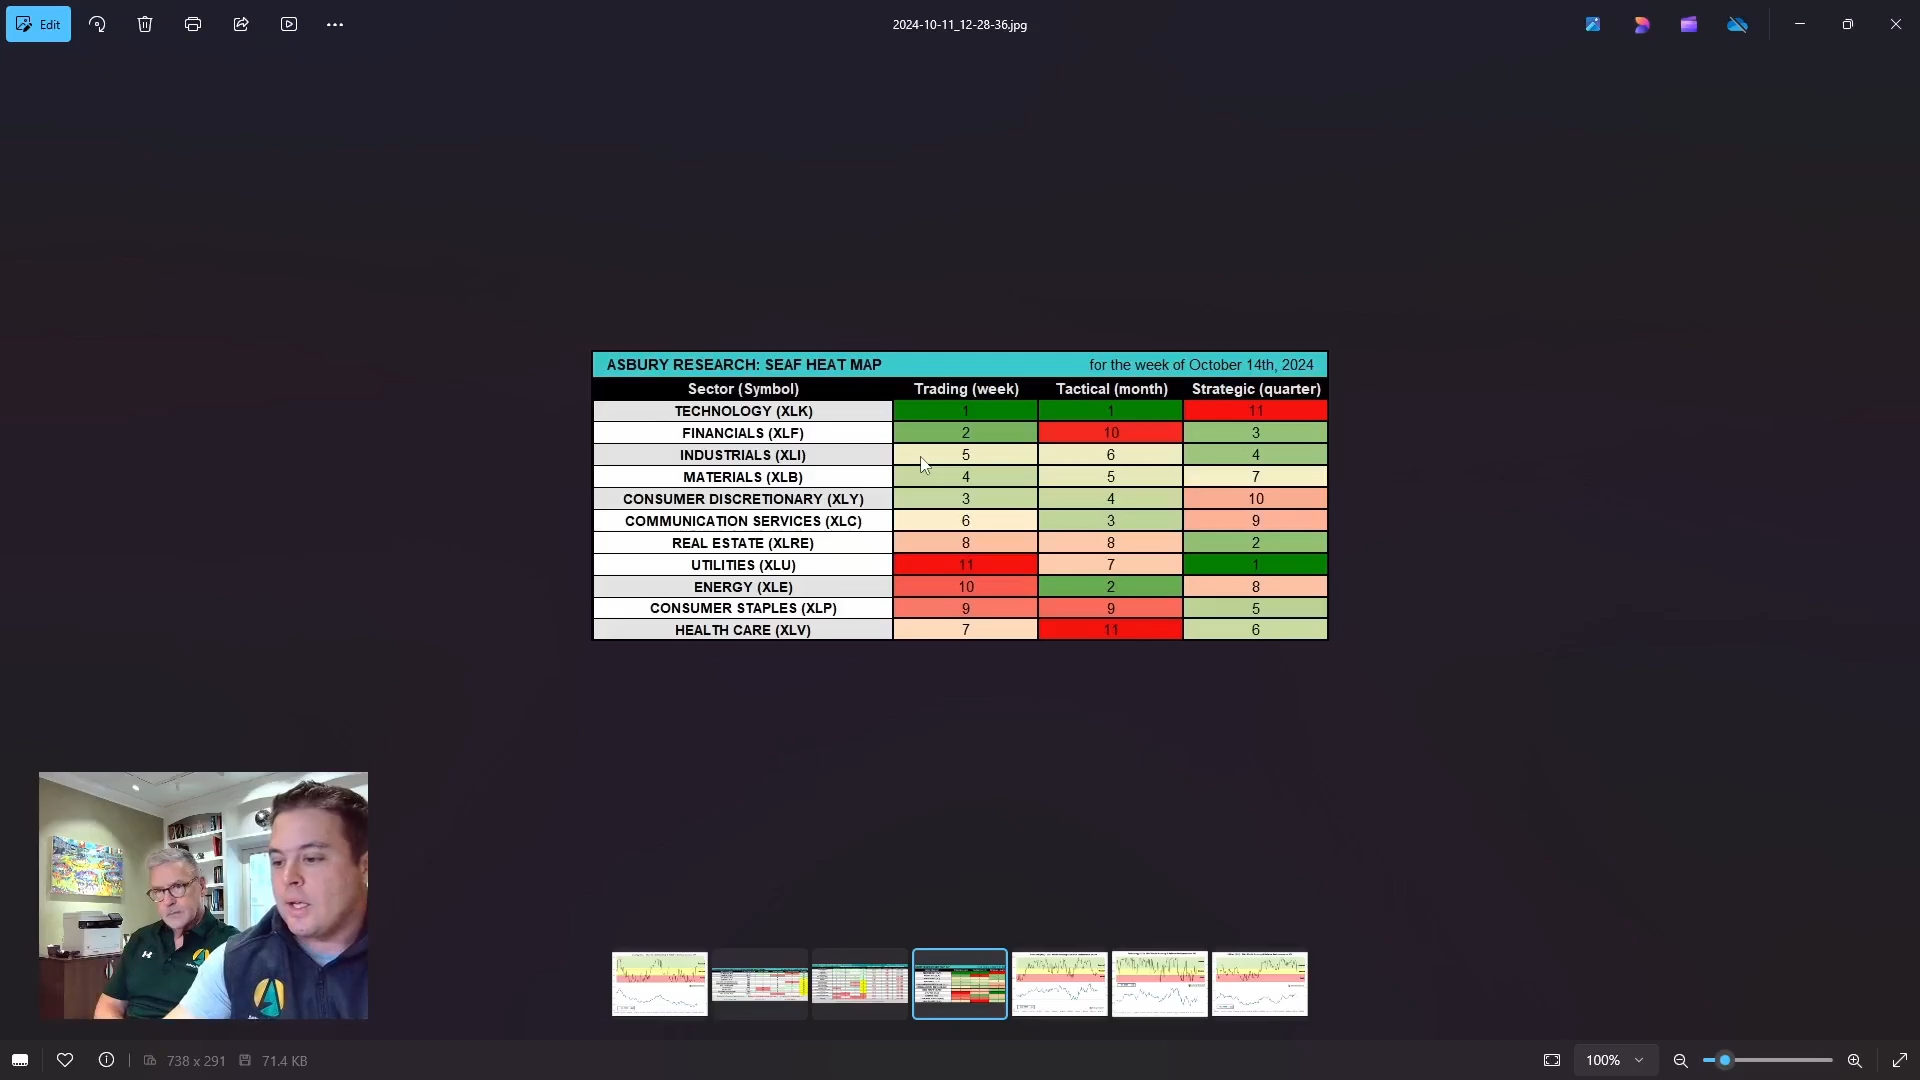 Edit
2024-10-11_12-28-36.jpg
ASBURY RESEARCH: SEAF HEAT MAP for the week of October 14th, 2024
Sector (Symbol) Trading (week) Tactical (month) Strategic (quarter)
TECHNOLOGY (XLK) 1 1 11
FINANCIALS (XLF) 2 10 3
INDUSTRIALS (XLI) 5 6 4
MATERIALS (XLB) 4 5 7
CONSUMER DISCRETIONARY (XLY) 3 4 10
COMMUNICATION SERVICES (XLC) 6 3 9
REAL ESTATE (XLRE) 8 8 2
UTILITIES (XLU) 11 7 1
ENERGY (XLE) 10 2 8
CONSUMER STAPLES (XLP) 9 9 5
HEALTH CARE (XLV) 7 11 6
738 x 291 71.4 KB
100%